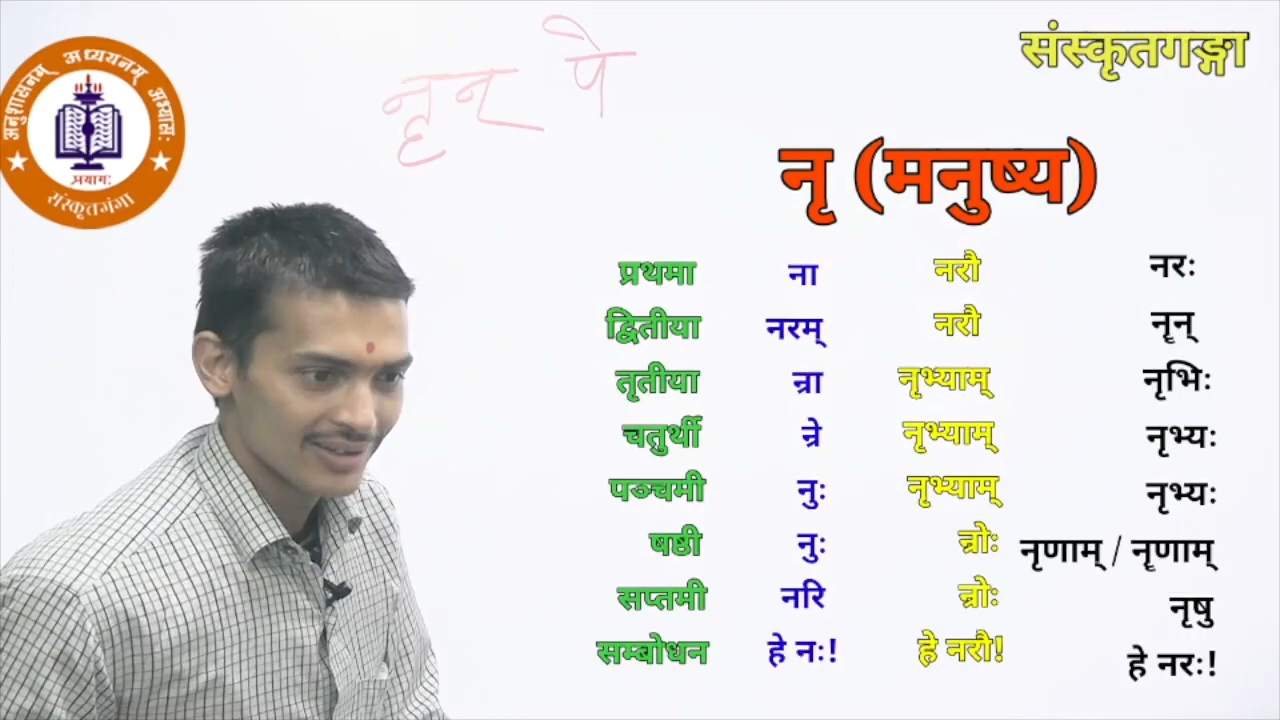 अनुशासनम् अध्ययनम् अभ्यासः
प्रयागः
संस्कृतगंगा
संस्कृतगङ्गा
नॄन् पे
नृ (मनुष्य)
प्रथमा ना नरौ नरः
द्वितीया नरम् नरौ नॄन्
तृतीया न्रा नृभ्याम् नृभिः
चतुर्थी न्रे नृभ्याम् नृभ्यः
पञ्चमी नुः नृभ्याम् नृभ्यः
षष्ठी नुः न्रोः नृणाम् / नॄणाम्
सप्तमी नरि न्रोः नृषु
सम्बोधन हे नः! हे नरौ! हे नरः!